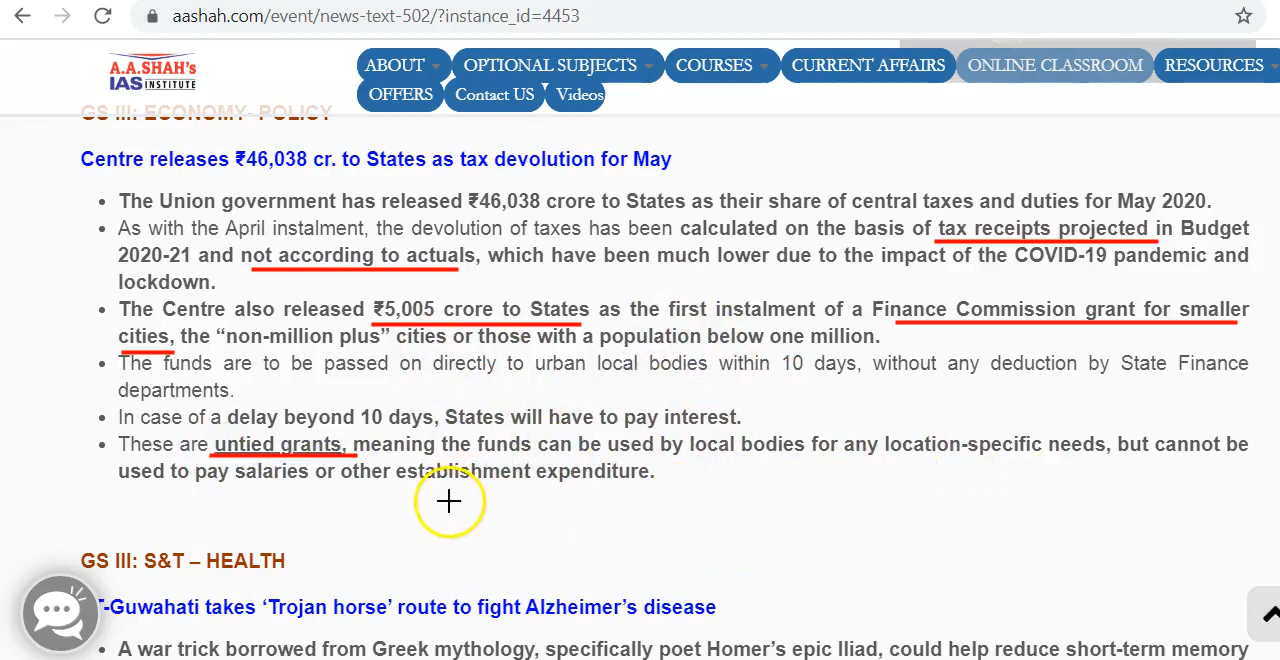 aashah.com/event/news-text-502/?instance_id=4453
A.A.SHAH's
IAS INSTITUTE
ABOUT OPTIONAL SUBJECTS COURSES CURRENT AFFAIRS ONLINE CLASSROOM RESOURCES
OFFERS Contact US Videos
GS III: ECONOMY- POLICY
Centre releases ₹46,038 cr. to States as tax devolution for May
• The Union government has released ₹46,038 crore to States as their share of central taxes and duties for May 2020.
• As with the April instalment, the devolution of taxes has been calculated on the basis of tax receipts projected in Budget
2020-21 and not according to actuals, which have been much lower due to the impact of the COVID-19 pandemic and
lockdown.
• The Centre also released ₹5,005 crore to States as the first instalment of a Finance Commission grant for smaller
cities, the “non-million plus” cities or those with a population below one million.
• The funds are to be passed on directly to urban local bodies within 10 days, without any deduction by State Finance
departments.
• In case of a delay beyond 10 days, States will have to pay interest.
• These are untied grants, meaning the funds can be used by local bodies for any location-specific needs, but cannot be
used to pay salaries or other establishment expenditure.
GS III: S&T – HEALTH
T-Guwahati takes ‘Trojan horse’ route to fight Alzheimer’s disease
• A war trick borrowed from Greek mythology, specifically poet Homer’s epic Iliad, could help reduce short-term memory